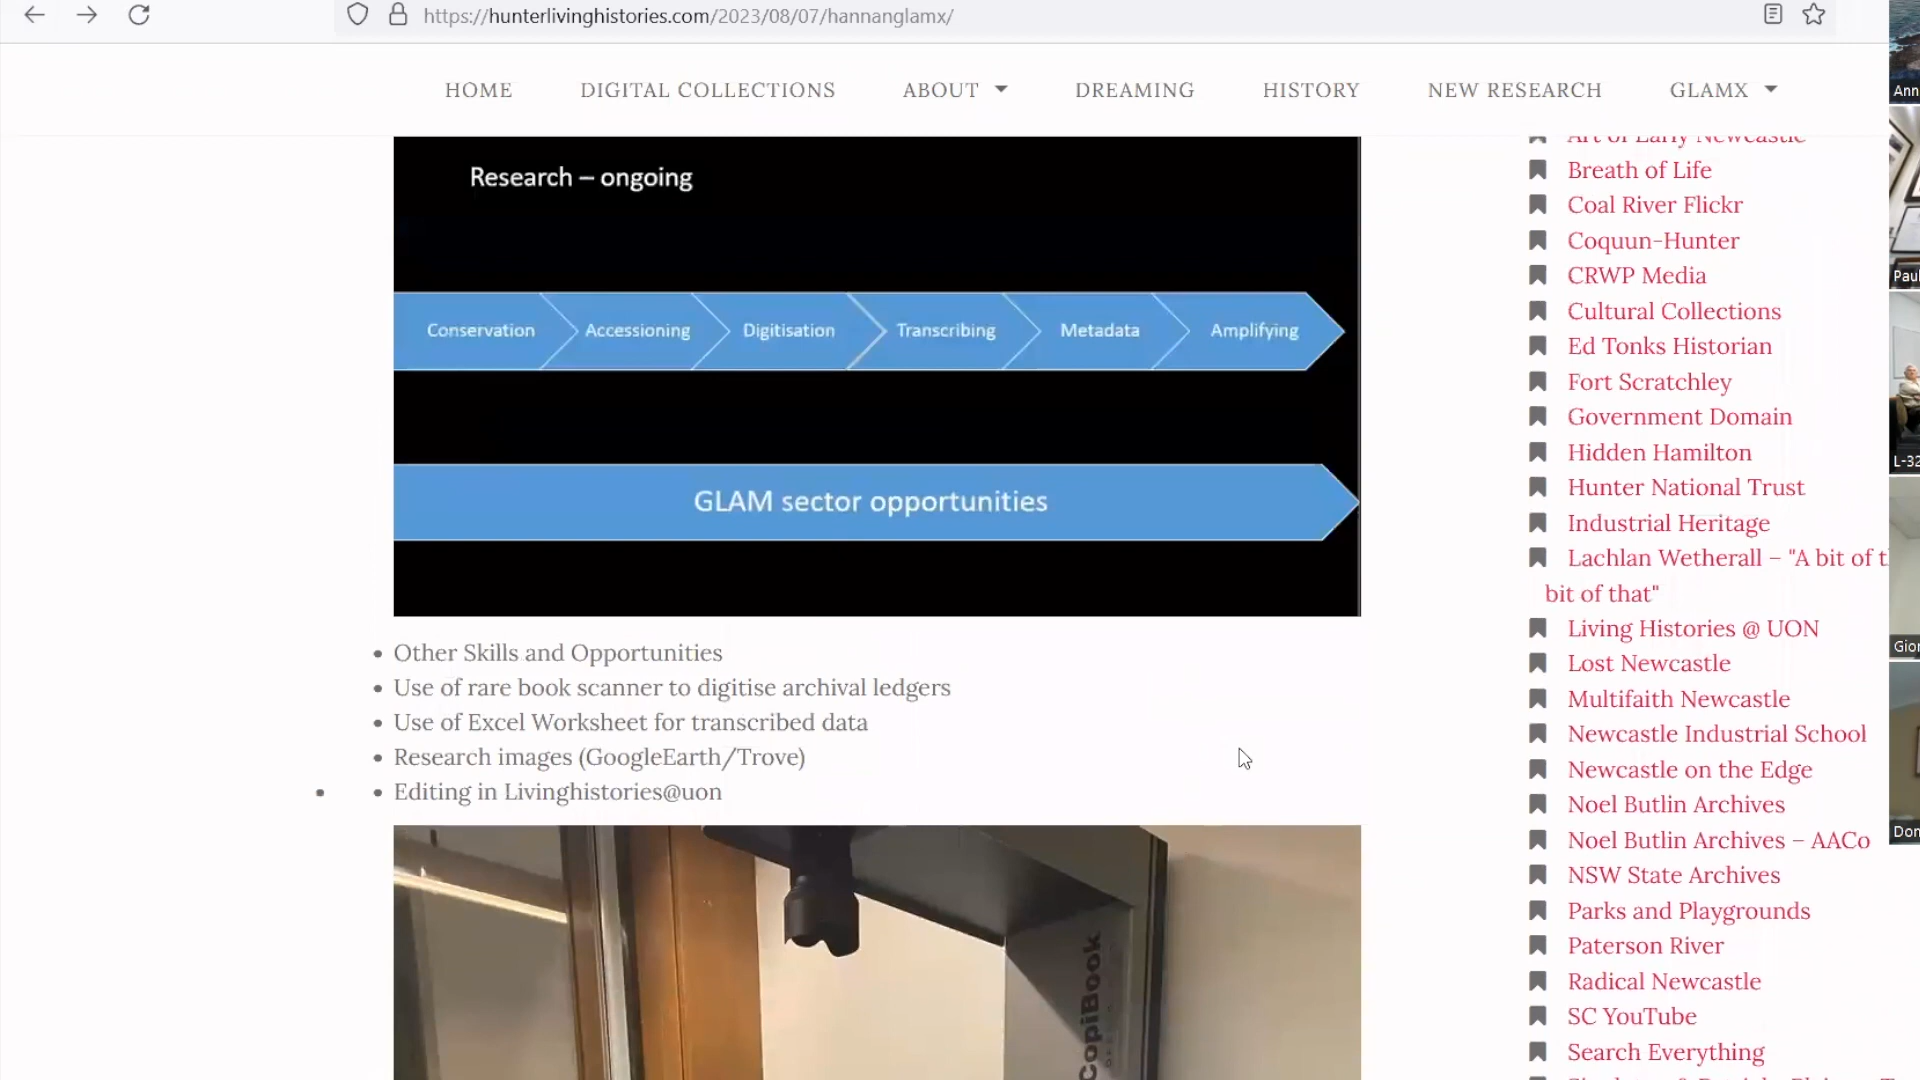 https://hunterlivinghistories.com/2023/08/07/hannanglamx/
HOME
DIGITAL COLLECTIONS
ABOUT
DREAMING
HISTORY
NEW RESEARCH
GLAMX
Research – ongoing
Conservation
Accessioning
Digitisation
Transcribing
Metadata
Amplifying
GLAM sector opportunities
• Other Skills and Opportunities
• Use of rare book scanner to digitise archival ledgers
• Use of Excel Worksheet for transcribed data
• Research images (GoogleEarth/Trove)
• • Editing in Livinghistories@uon
CopiBook
Art of Early Newcastle
Breath of Life
Coal River Flickr
Coquun-Hunter
CRWP Media
Cultural Collections
Ed Tonks Historian
Fort Scratchley
Government Domain
Hidden Hamilton
Hunter National Trust
Industrial Heritage
Lachlan Wetherall – "A bit of t
bit of that"
Living Histories @ UON
Lost Newcastle
Multifaith Newcastle
Newcastle Industrial School
Newcastle on the Edge
Noel Butlin Archives
Noel Butlin Archives – AACo
NSW State Archives
Parks and Playgrounds
Paterson River
Radical Newcastle
SC YouTube
Search Everything
Ann
Paul
L-32
Gior
Don